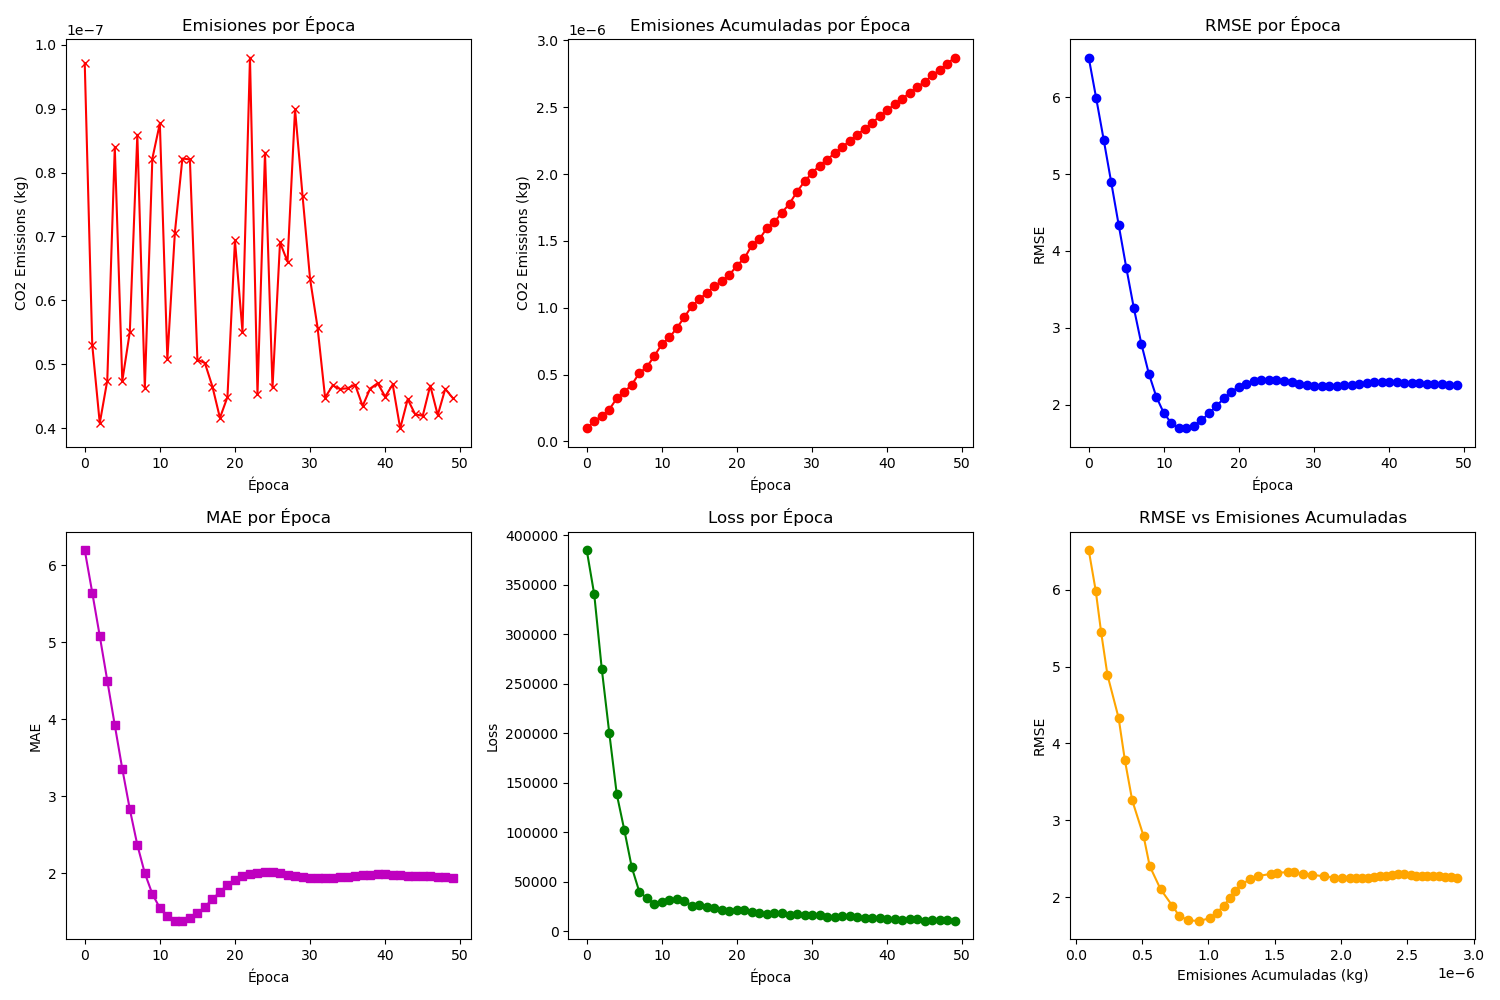 Emisiones por Época
1e−7
CO2 Emissions (kg)
1.0
0.9
0.8
0.7
0.6
0.5
0.4
0 10 20 30 40 50
Época
Emisiones Acumuladas por Época
1e−6
CO2 Emissions (kg)
3.0
2.5
2.0
1.5
1.0
0.5
0.0
0 10 20 30 40 50
Época
RMSE por Época
RMSE
6
5
4
3
2
0 10 20 30 40 50
Época
MAE por Época
MAE
6
5
4
3
2
0 10 20 30 40 50
Época
Loss por Época
Loss
400000
350000
300000
250000
200000
150000
100000
50000
0
0 10 20 30 40 50
Época
RMSE vs Emisiones Acumuladas
RMSE
6
5
4
3
2
0.0 0.5 1.0 1.5 2.0 2.5 3.0
Emisiones Acumuladas (kg)
1e−6